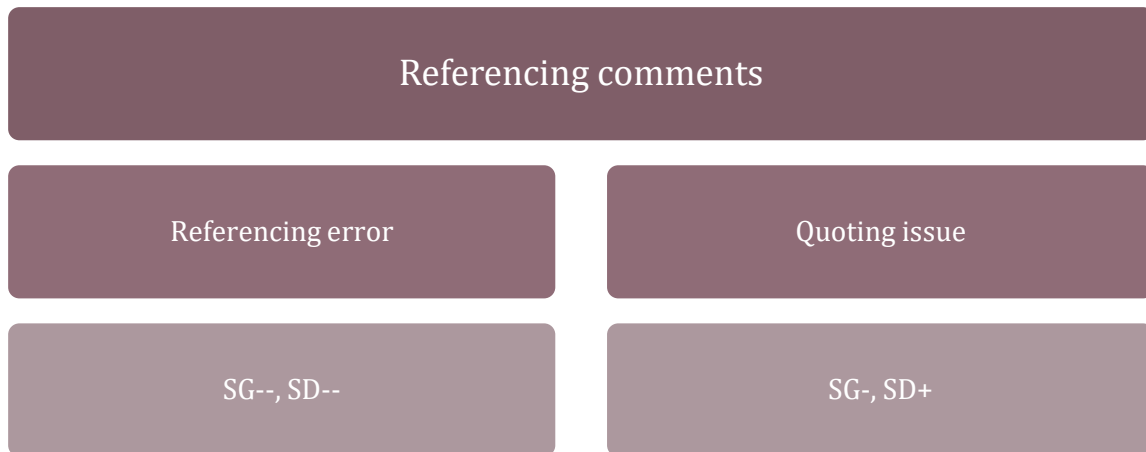 Referencing comments
Referencing error
Quoting issue
SG--, SD--
SG-, SD+